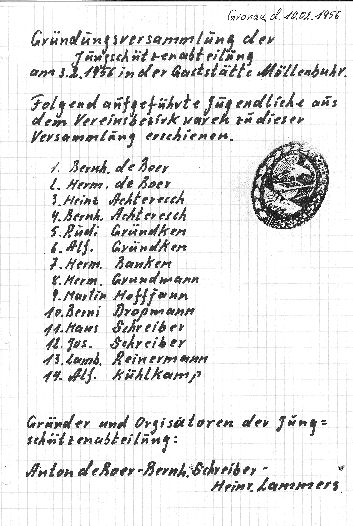 Gronau, d. 10.02.1956
Gründungsversammlung der
Jungschützenabteilung
am 3.2.1956 in der Gaststätte Möllenbuhr.
Folgend aufgeführte Jugendliche aus
dem Vereinsbezirk waren zu dieser
Versammlung erschienen.
1. Bernh. de Boer
2. Herm. de Boer
3. Heinz Achteresch
4. Bernh. Achteresch
5. Rudi Gründken
6. Alf. Gründken
7. Herm. Banken
8. Herm. Grundmann
9. Martin Hoffjann
10. Berni Dropmann
11. Hans Schreiber
12. Jos. Schreiber
13. Lamb. Reinermann
14. Alf. Kühlkamp
Gründer und Orgisatoren der Jung=
schützenabteilung:
Anton de Boer - Bernh. Schreiber -
Heinr. Lammers